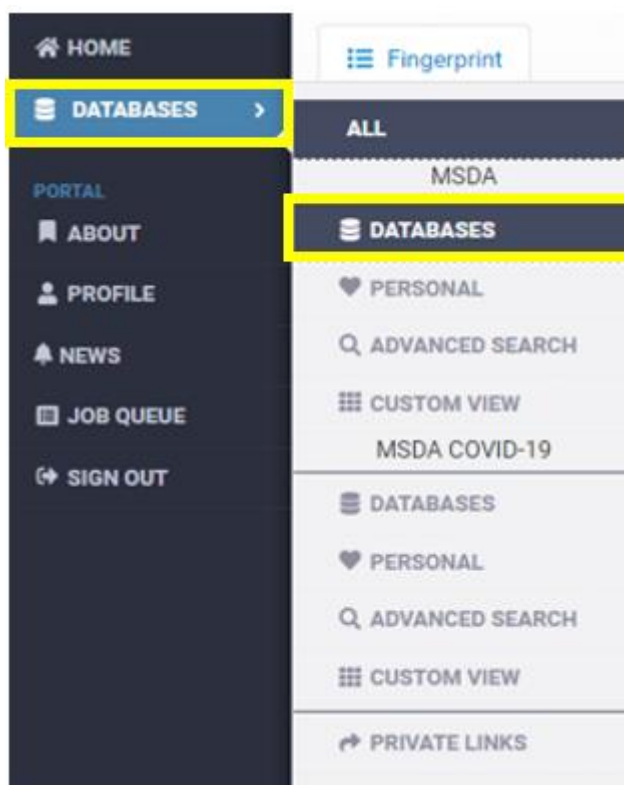 HOME
DATABASES
PORTAL
ABOUT
PROFILE
NEWS
JOB QUEUE
SIGN OUT
Fingerprint
ALL
MSDA
DATABASES
PERSONAL
ADVANCED SEARCH
CUSTOM VIEW
MSDA COVID-19
DATABASES
PERSONAL
ADVANCED SEARCH
CUSTOM VIEW
PRIVATE LINKS